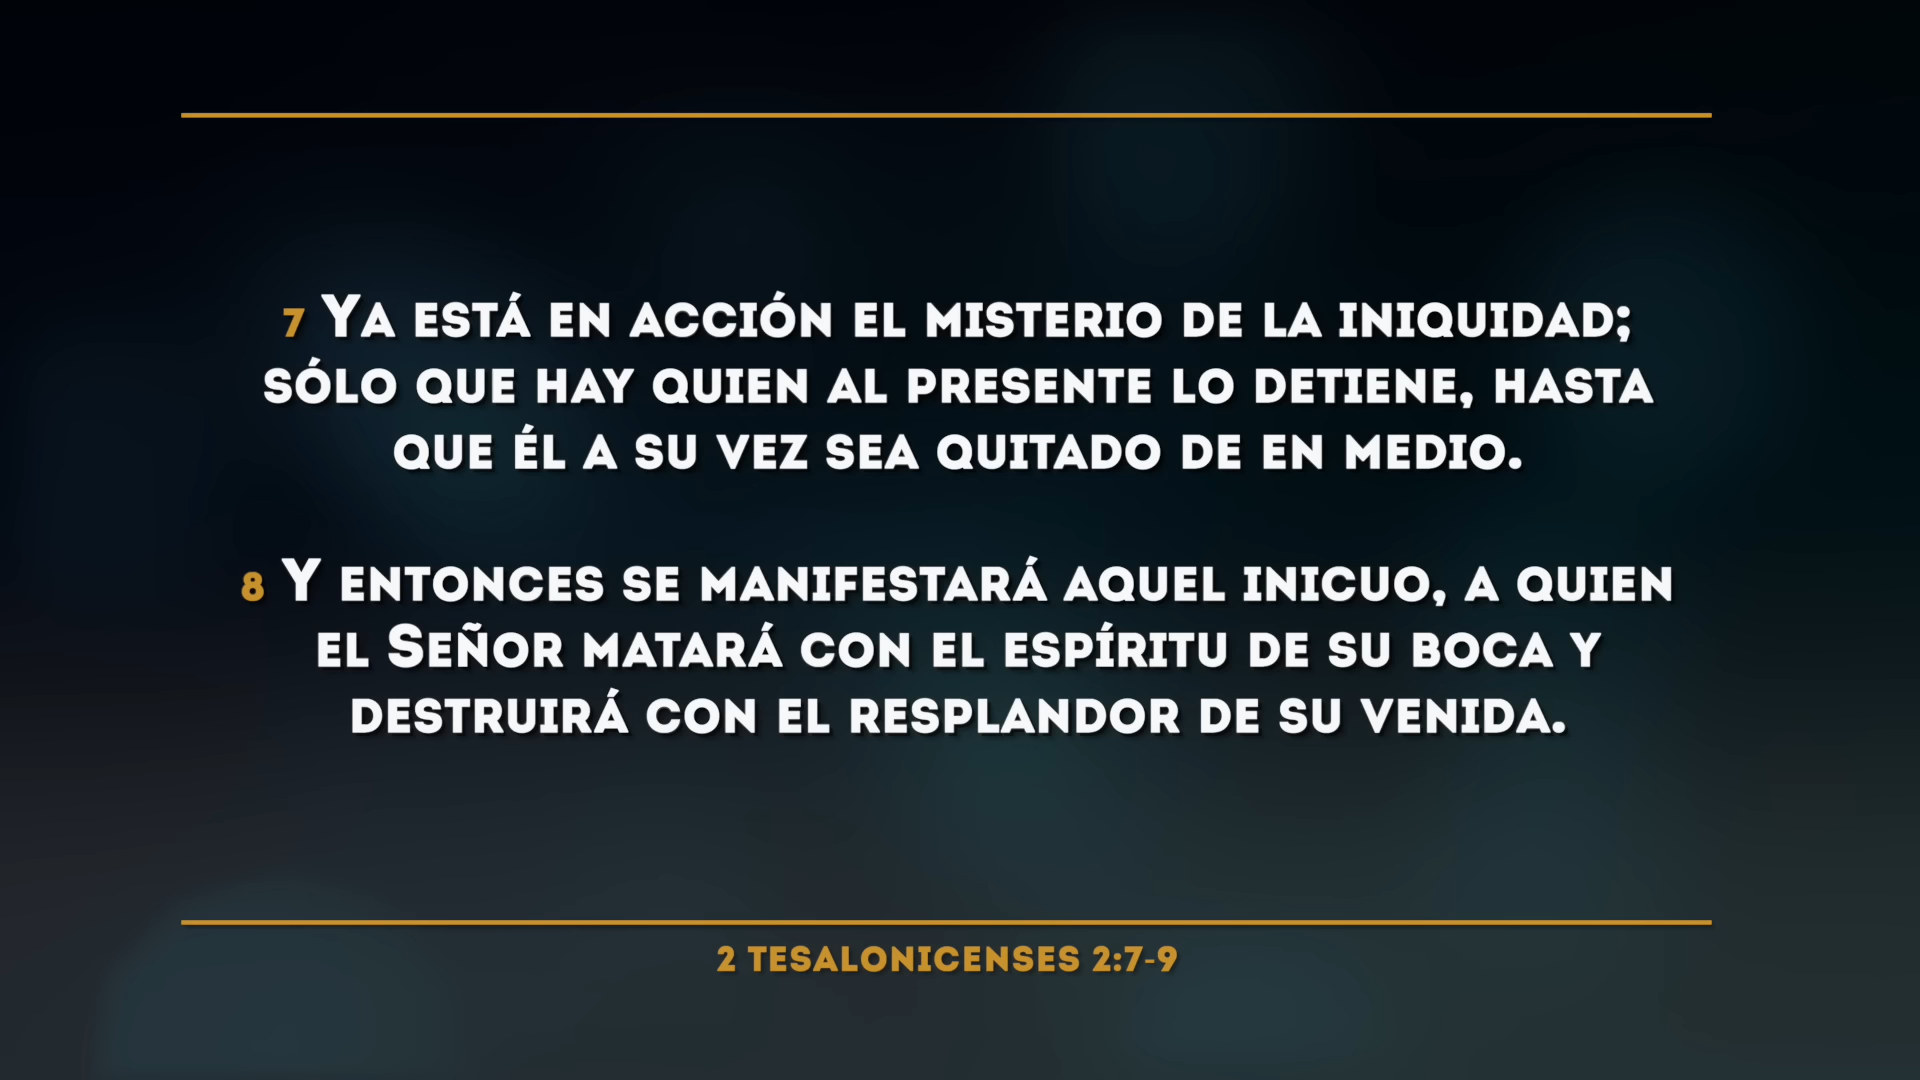 7 Ya está en acción el misterio de la iniquidad;
sólo que hay quien al presente lo detiene, hasta
que él a su vez sea quitado de en medio.
8 Y entonces se manifestará aquel inicuo, a quien
el Señor matará con el espíritu de su boca y
destruirá con el resplandor de su venida.
2 TESALONICENSES 2:7-9